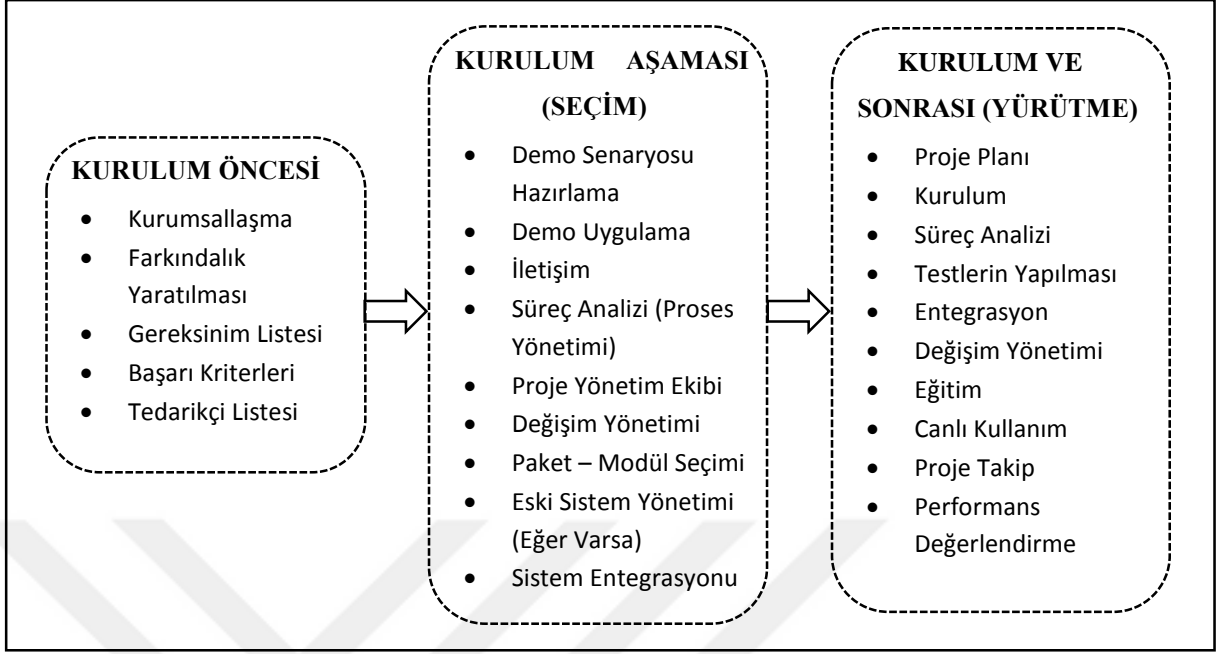 KURULUM ÖNCESİ
• Kurumsallaşma
• Farkındalık
Yaratılması
• Gereksinim Listesi
• Başarı Kriterleri
• Tedarikçi Listesi
KURULUM AŞAMASI
(SEÇİM)
• Demo Senaryosu
Hazırlama
• Demo Uygulama
• İletişim
• Süreç Analizi (Proses
Yönetimi)
• Proje Yönetim Ekibi
• Değişim Yönetimi
• Paket – Modül Seçimi
• Eski Sistem Yönetimi
(Eğer Varsa)
• Sistem Entegrasyonu
KURULUM VE
SONRASI (YÜRÜTME)
• Proje Planı
• Kurulum
• Süreç Analizi
• Testlerin Yapılması
• Entegrasyon
• Değişim Yönetimi
• Eğitim
• Canlı Kullanım
• Proje Takip
• Performans
Değerlendirme